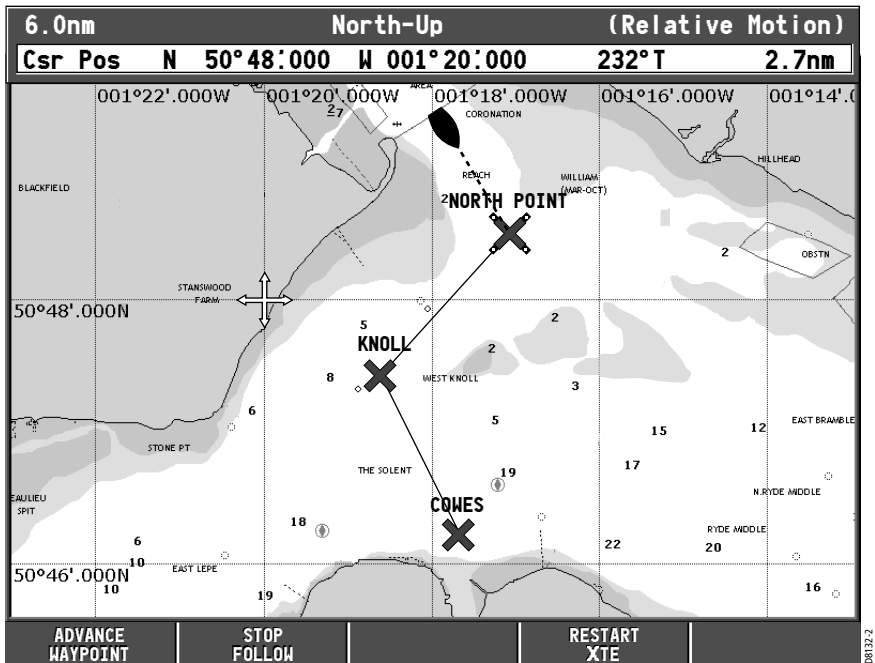 6.0nm North-Up (Relative Motion)
Csr Pos N 50°48'.000 W 001°20'.000 232°T 2.7nm
001°22'.000W 001°20'.000W 001°18'.000W 001°16'.000W 001°14'.0
AREA
27
CORONATION
HILLHEAD
REACH
WILLIAM
(MAR-OCT)
BLACKFIELD
2
NORTH POINT
2
OBSTN
STANSWOOD
FARM
50°48'.000N
5
2
KNOLL
2
8
WEST KNOLL
3
6
5
15
12
EAST BRAMBLE
STONE PT
THE SOLENT
19
17
N.RYDE MIDDLE
EAULIEU
SPIT
COWES
18
RYDE MIDDLE
6
22
20
10
EAST LEPE
50°46'.000N
10
19
16
ADVANCE
WAYPOINT
STOP
FOLLOW
RESTART
XTE
D8132-2